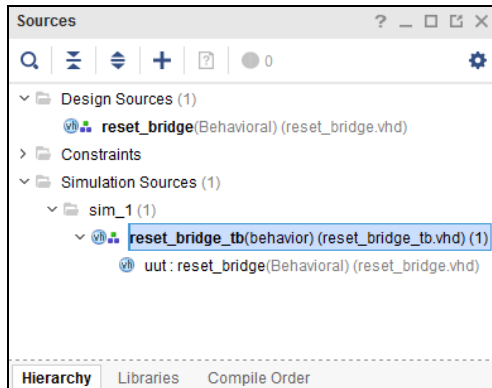 Sources
0
Design Sources (1)
reset_bridge(Behavioral) (reset_bridge.vhd)
Constraints
Simulation Sources (1)
sim_1 (1)
reset_bridge_tb(behavior) (reset_bridge_tb.vhd) (1)
uut : reset_bridge(Behavioral) (reset_bridge.vhd)
Hierarchy Libraries Compile Order